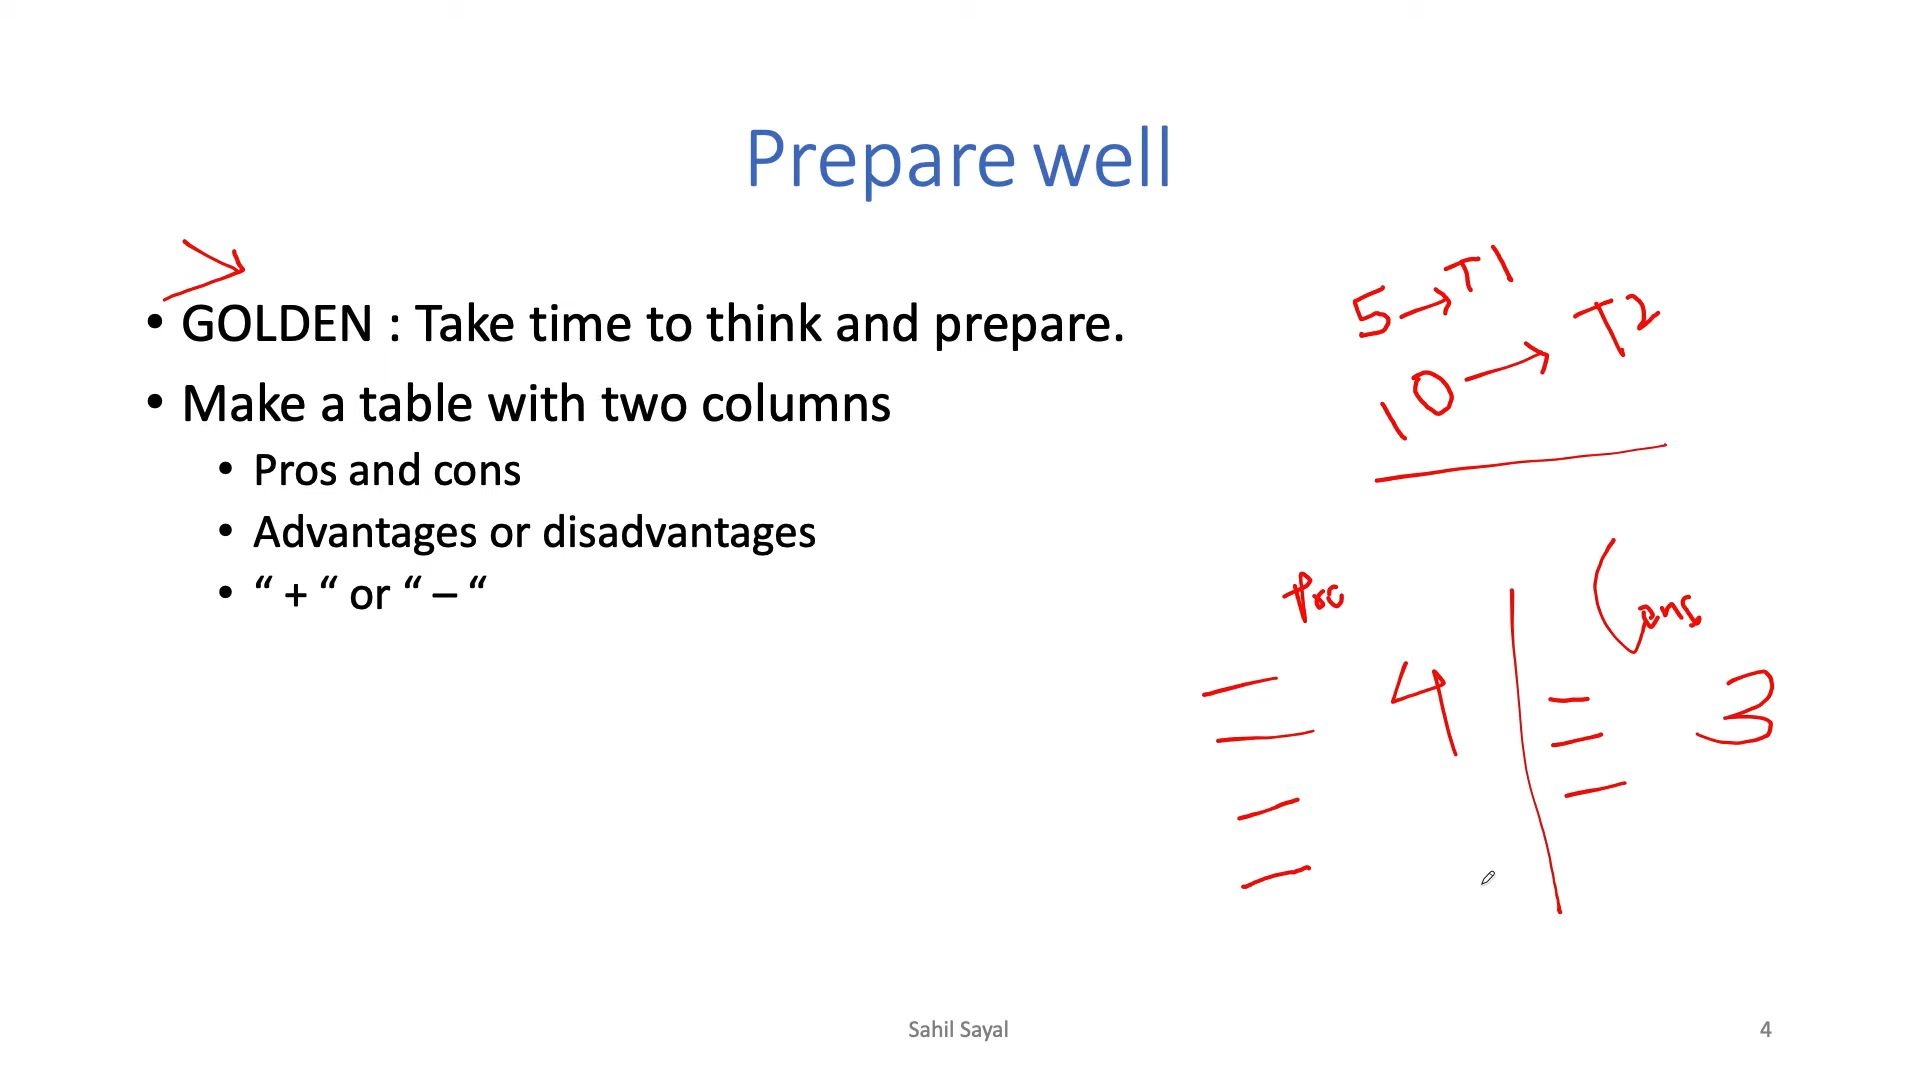 Prepare well
• GOLDEN : Take time to think and prepare.
• Make a table with two columns
• Pros and cons
• Advantages or disadvantages
• “ + “ or “ – “
5 → T1
10 → T2
Pro Cons
4 3
Sahil Sayal 4